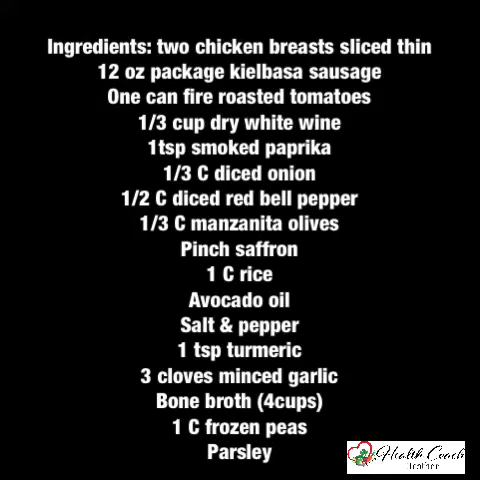 Ingredients: two chicken breasts sliced thin
12 oz package kielbasa sausage
One can fire roasted tomatoes
1/3 cup dry white wine
1tsp smoked paprika
1/3 C diced onion
1/2 C diced red bell pepper
1/3 C manzanita olives
Pinch saffron
1 C rice
Avocado oil
Salt & pepper
1 tsp turmeric
3 cloves minced garlic
Bone broth (4cups)
1 C frozen peas
Parsley
Health Coach